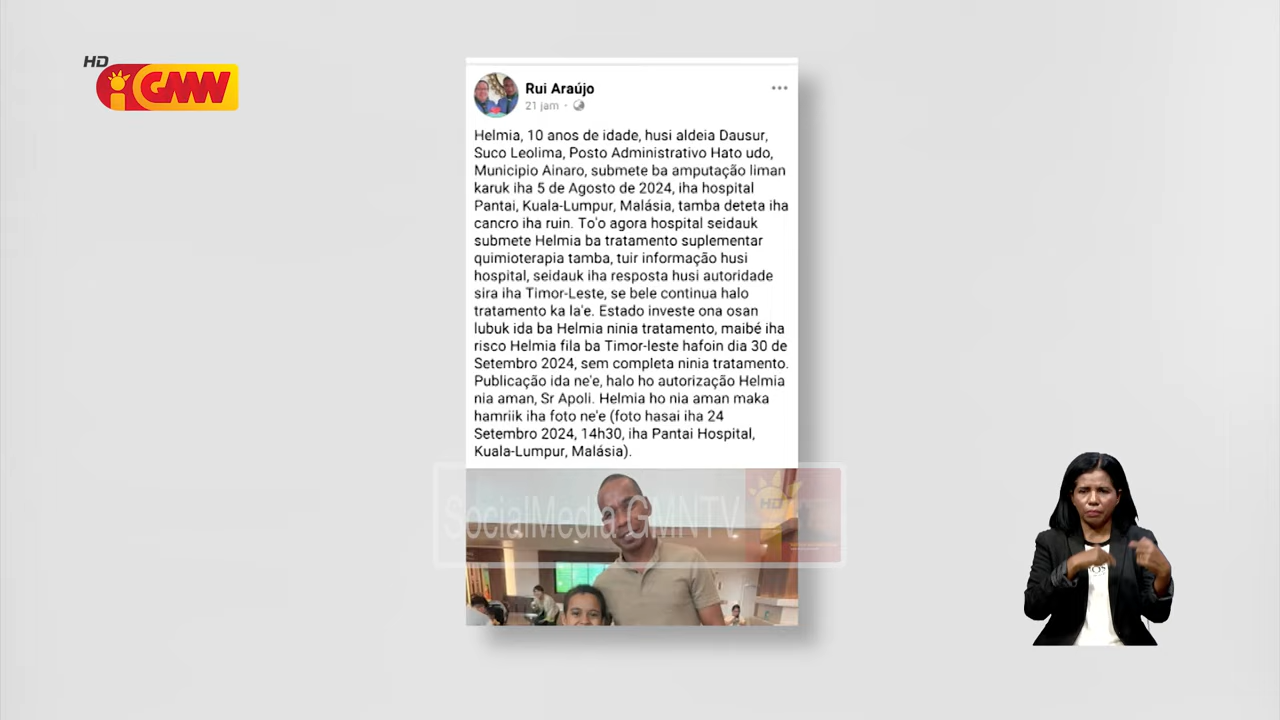 HD
GMN
Rui Araújo
21 jam
Helmia, 10 anos de idade, husi aldeia Dausur,
Suco Leolima, Posto Administrativo Hato udo,
Municipio Ainaro, submete ba amputação liman
karuk iha 5 de Agosto de 2024, iha hospital
Pantai, Kuala-Lumpur, Malásia, tamba deteta iha
cancro iha ruin. To'o agora hospital seidauk
submete Helmia ba tratamento suplementar
quimioterapia tamba, tuir informação husi
hospital, seidauk iha resposta husi autoridade
sira iha Timor-Leste, se bele continua halo
tratamento ka la'e. Estado investe ona osan
lubuk ida ba Helmia ninia tratamento, maibé iha
risco Helmia fila ba Timor-leste hafoin dia 30 de
Setembro 2024, sem completa ninia tratamento.
Publicação ida ne'e, halo ho autorização Helmia
nia aman, Sr Apoli. Helmia ho nia aman maka
hamriik iha foto ne'e (foto hasai iha 24
Setembro 2024, 14h30, iha Pantai Hospital,
Kuala-Lumpur, Malásia).
SocialMedia GMNTV
HD